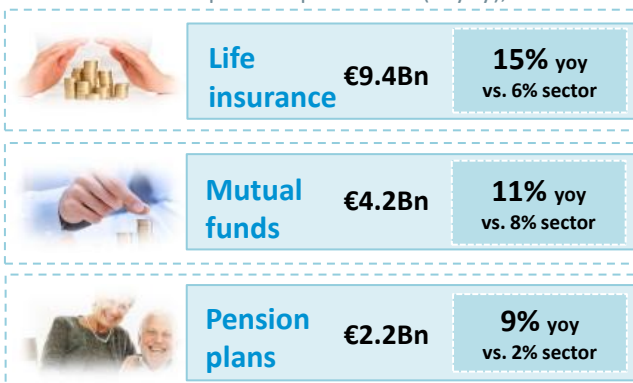 Life
insurance
€9.4Bn
15% yoy
vs. 6% sector
Mutual
funds
€4.2Bn
11% yoy
vs. 8% sector
Pension
plans
€2.2Bn
9% yoy
vs. 2% sector